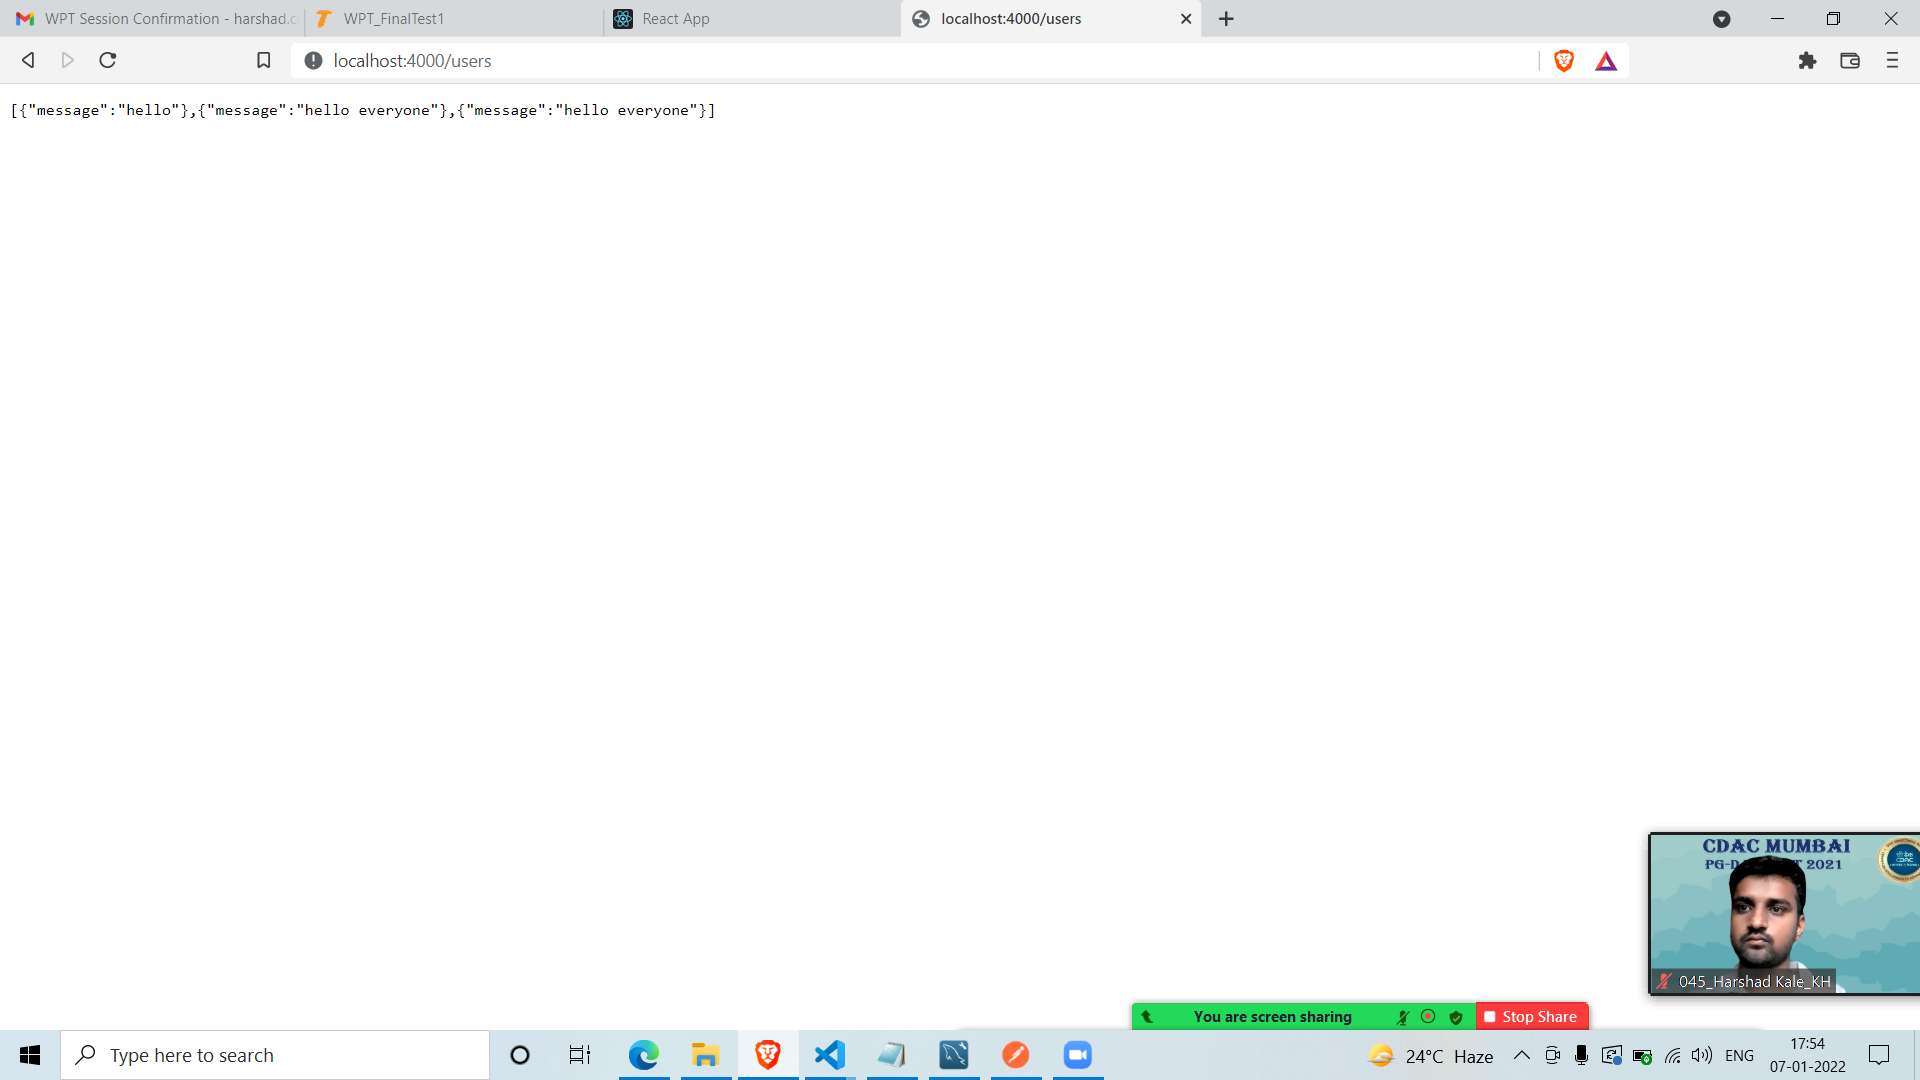 WPT Session Confirmation - harshad.c
WPT_FinalTest1
React App
localhost:4000/users
localhost:4000/users
[{"message":"hello"},{"message":"hello everyone"},{"message":"hello everyone"}]
CDAC MUMBAI
2021
045_Harshad Kale_KH
You are screen sharing
Stop Share
Type here to search
24°C Haze
ENG
17:54
07-01-2022